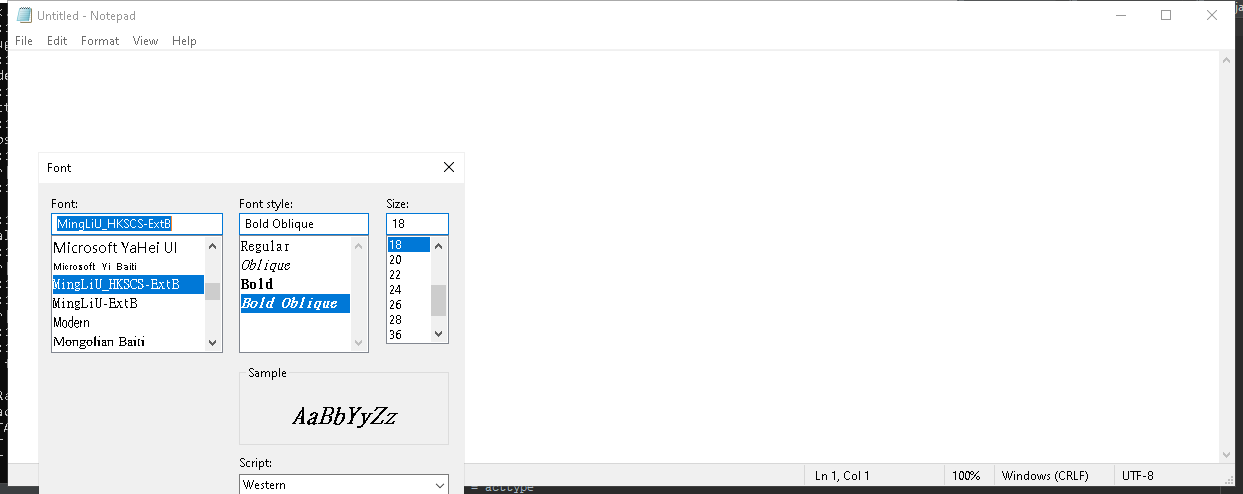 Untitled - Notepad
File Edit Format View Help
Font
Font: Font style: Size:
MingLiU_HKSCS-ExtB Bold Oblique 18
Microsoft YaHei UI Regular 18
Microsoft Yi Baiti Oblique 20
MingLiU_HKSCS-ExtB Bold 22
MingLiU-ExtB Bold Oblique 24
Modern 26
Mongolian Baiti 28
36
Sample
AaBbYyZz
Script:
Western
Ln 1, Col 1 100% Windows (CRLF) UTF-8
= acctype